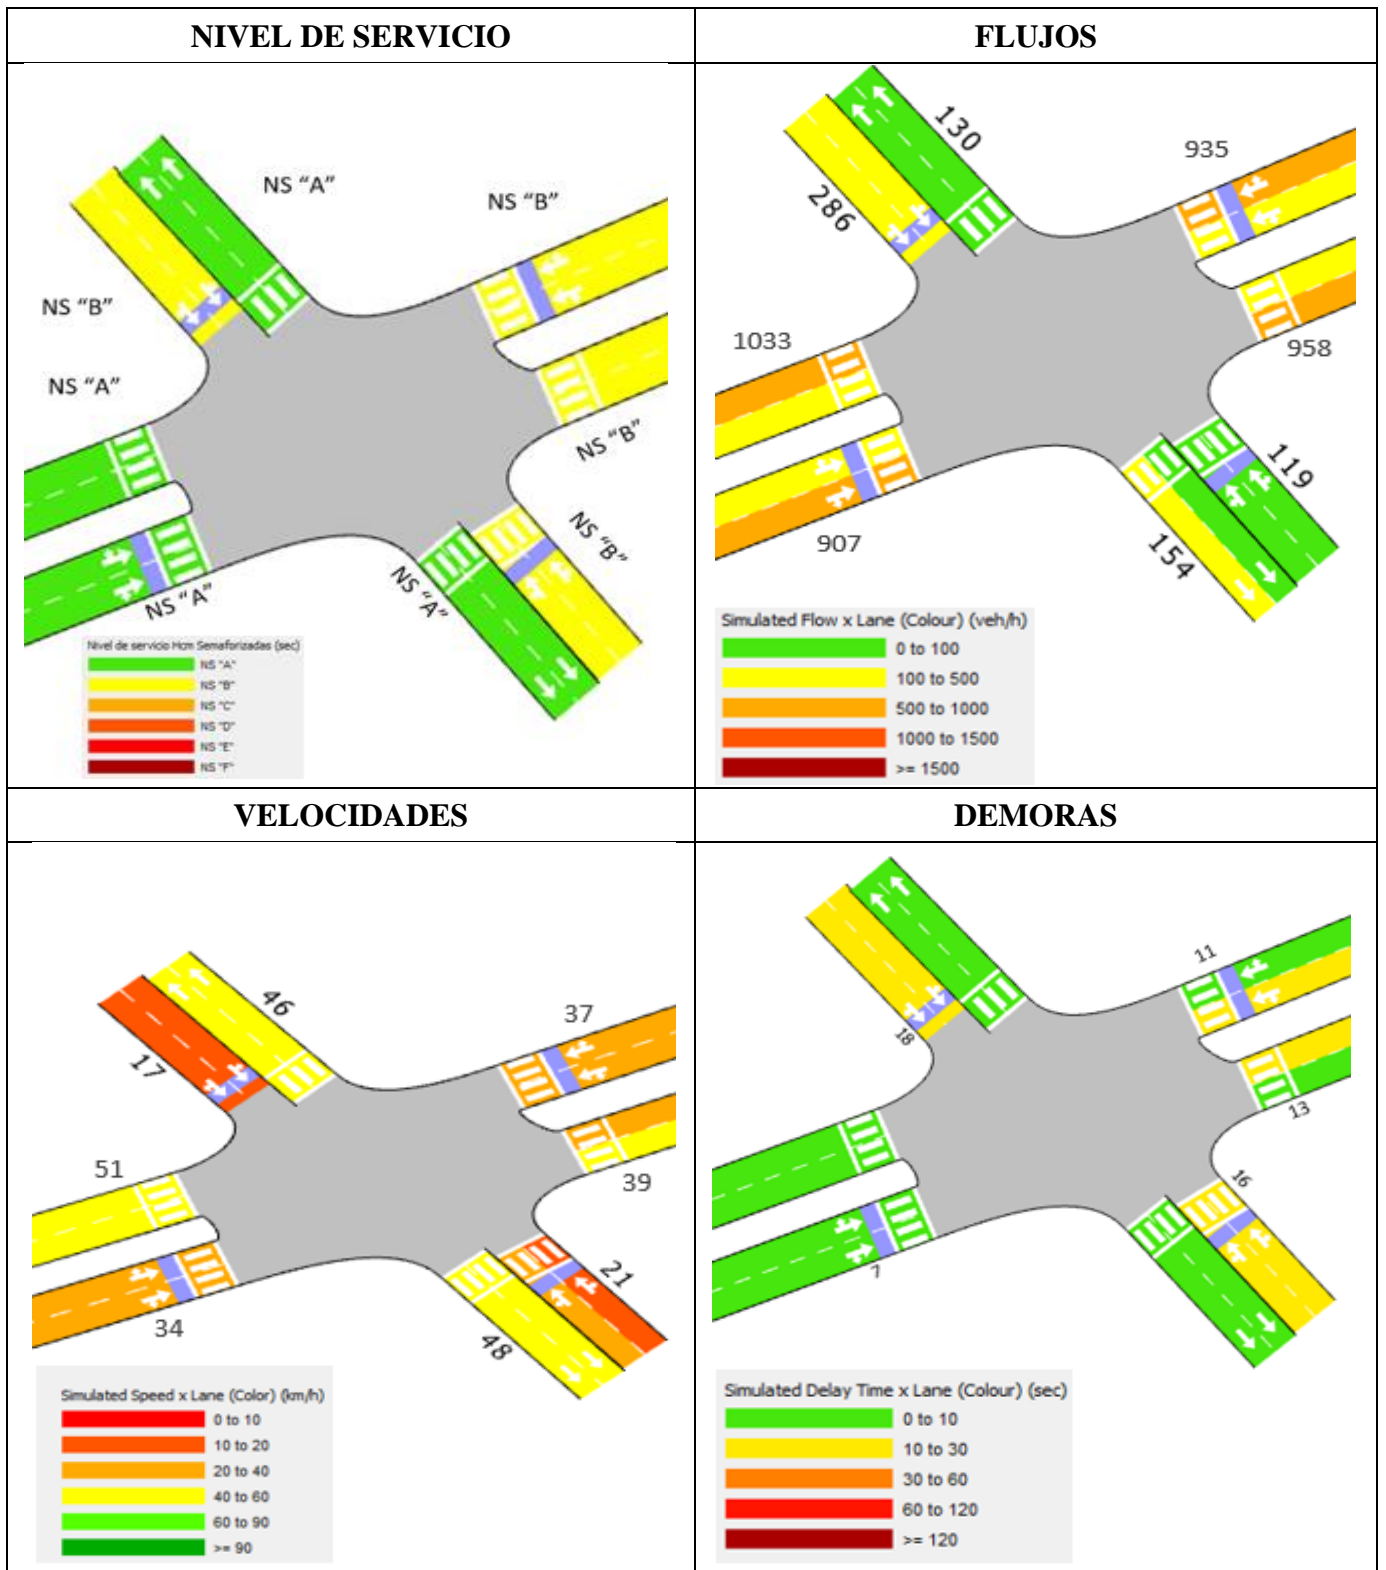 NIVEL DE SERVICIO
NS “A”
NS “B”
NS “B”
NS “A”
NS “B”
NS “B”
NS “A”
NS “A”
Nivel de servicio Hcm Semaforizadas (sec)
NS "A"
NS "B"
NS "C"
NS "D"
NS "E"
NS "F"
FLUJOS
130
935
286
1033
958
119
907
154
Simulated Flow x Lane (Colour) (veh/h)
0 to 100
100 to 500
500 to 1000
1000 to 1500
>= 1500
VELOCIDADES
46
37
17
51
39
21
34
48
Simulated Speed x Lane (Color) (km/h)
0 to 10
10 to 20
20 to 40
40 to 60
60 to 90
>= 90
DEMORAS
11
18
13
16
7
Simulated Delay Time x Lane (Colour) (sec)
0 to 10
10 to 30
30 to 60
60 to 120
>= 120